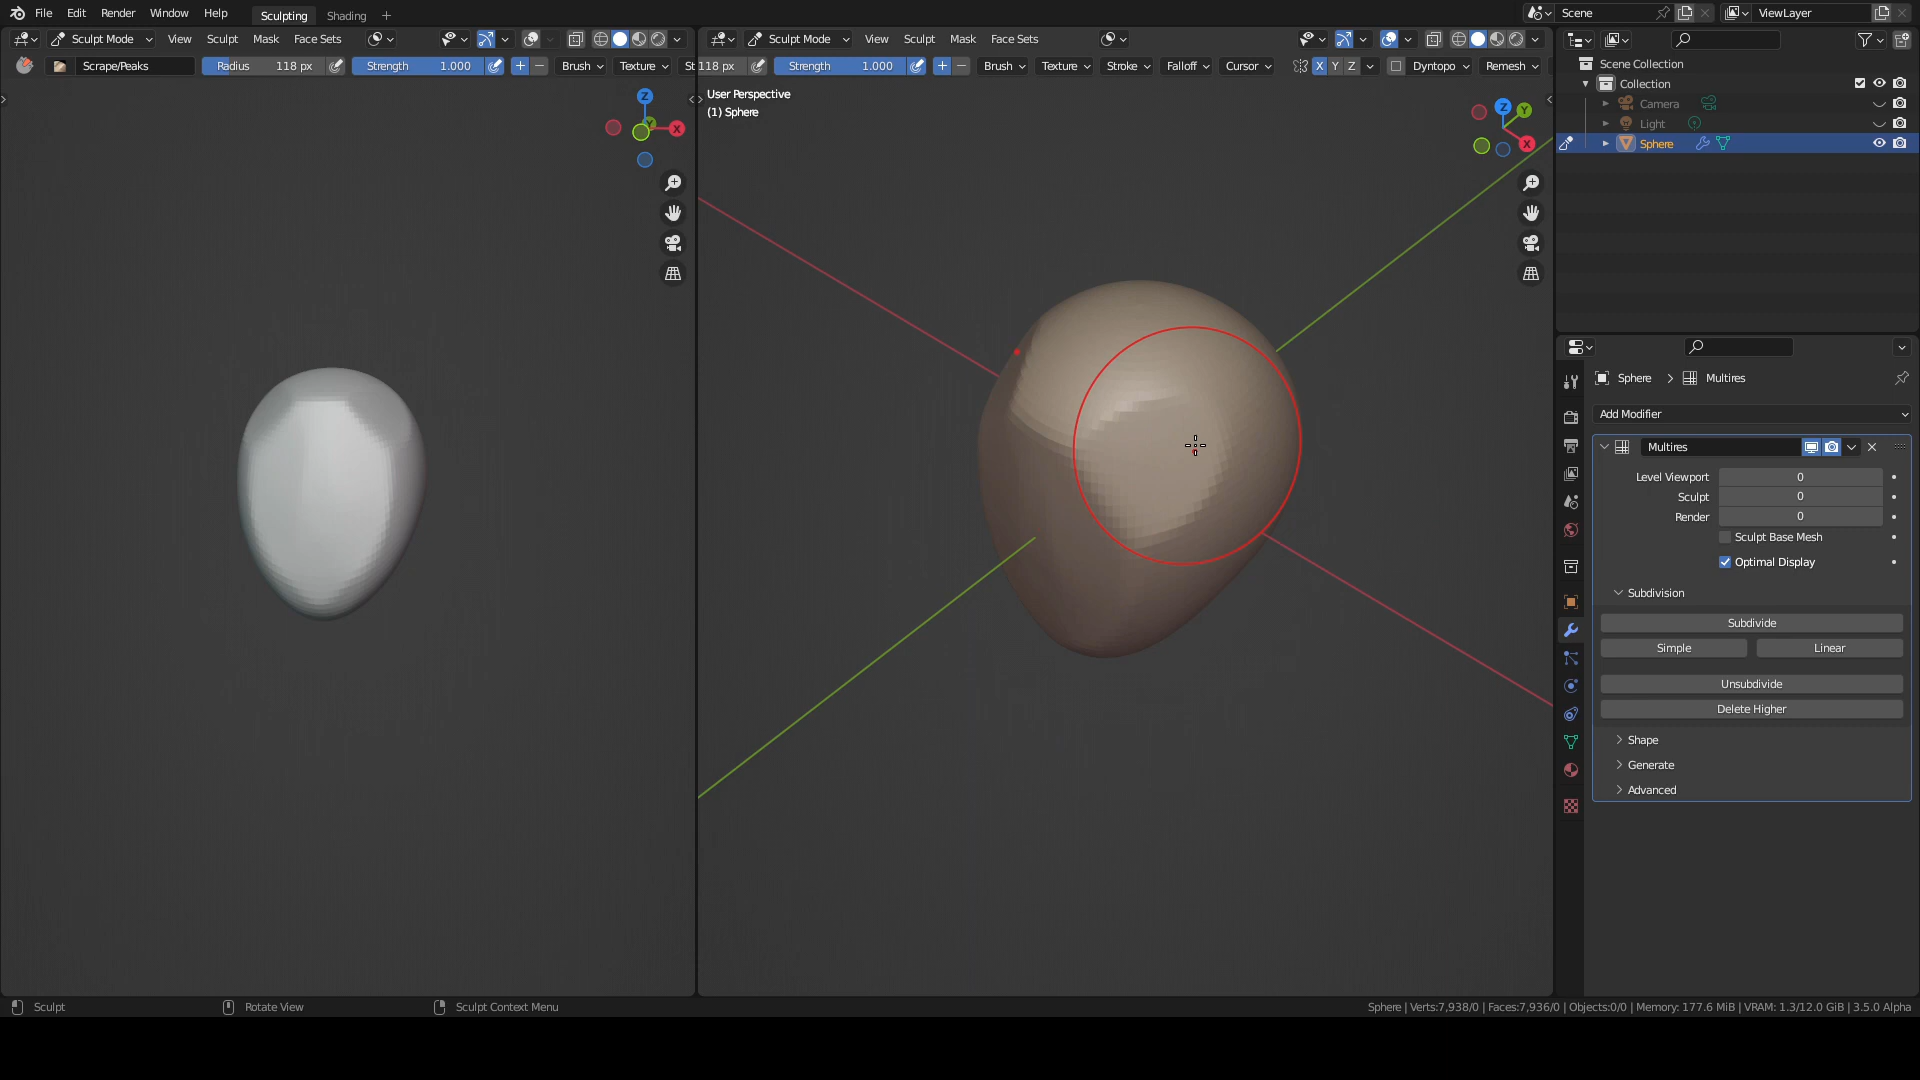 File Edit Render Window Help Sculpting Shading + Scene ViewLayer
Sculpt Mode View Sculpt Mask Face Sets Sculpt Mode View Sculpt Mask Face Sets
Scrape/Peaks Radius 118 px Strength 1.000 + − Brush Texture St 118 px Strength 1.000 + − Brush Texture Stroke Falloff Cursor X Y Z Dyntopo Remesh
User Perspective
(1) Sphere
Z Y X
Z Y X
Scene Collection
Collection
Camera
Light
Sphere
Sphere > Multires
Add Modifier
Multires
Level Viewport 0
Sculpt 0
Render 0
Sculpt Base Mesh
Optimal Display
Subdivision
Subdivide
Simple Linear
Unsubdivide
Delete Higher
Shape
Generate
Advanced
Sculpt Rotate View Sculpt Context Menu Sphere | Verts:7,938/0 | Faces:7,936/0 | Objects:0/0 | Memory: 177.6 MiB | VRAM: 1.3/12.0 GiB | 3.5.0 Alpha